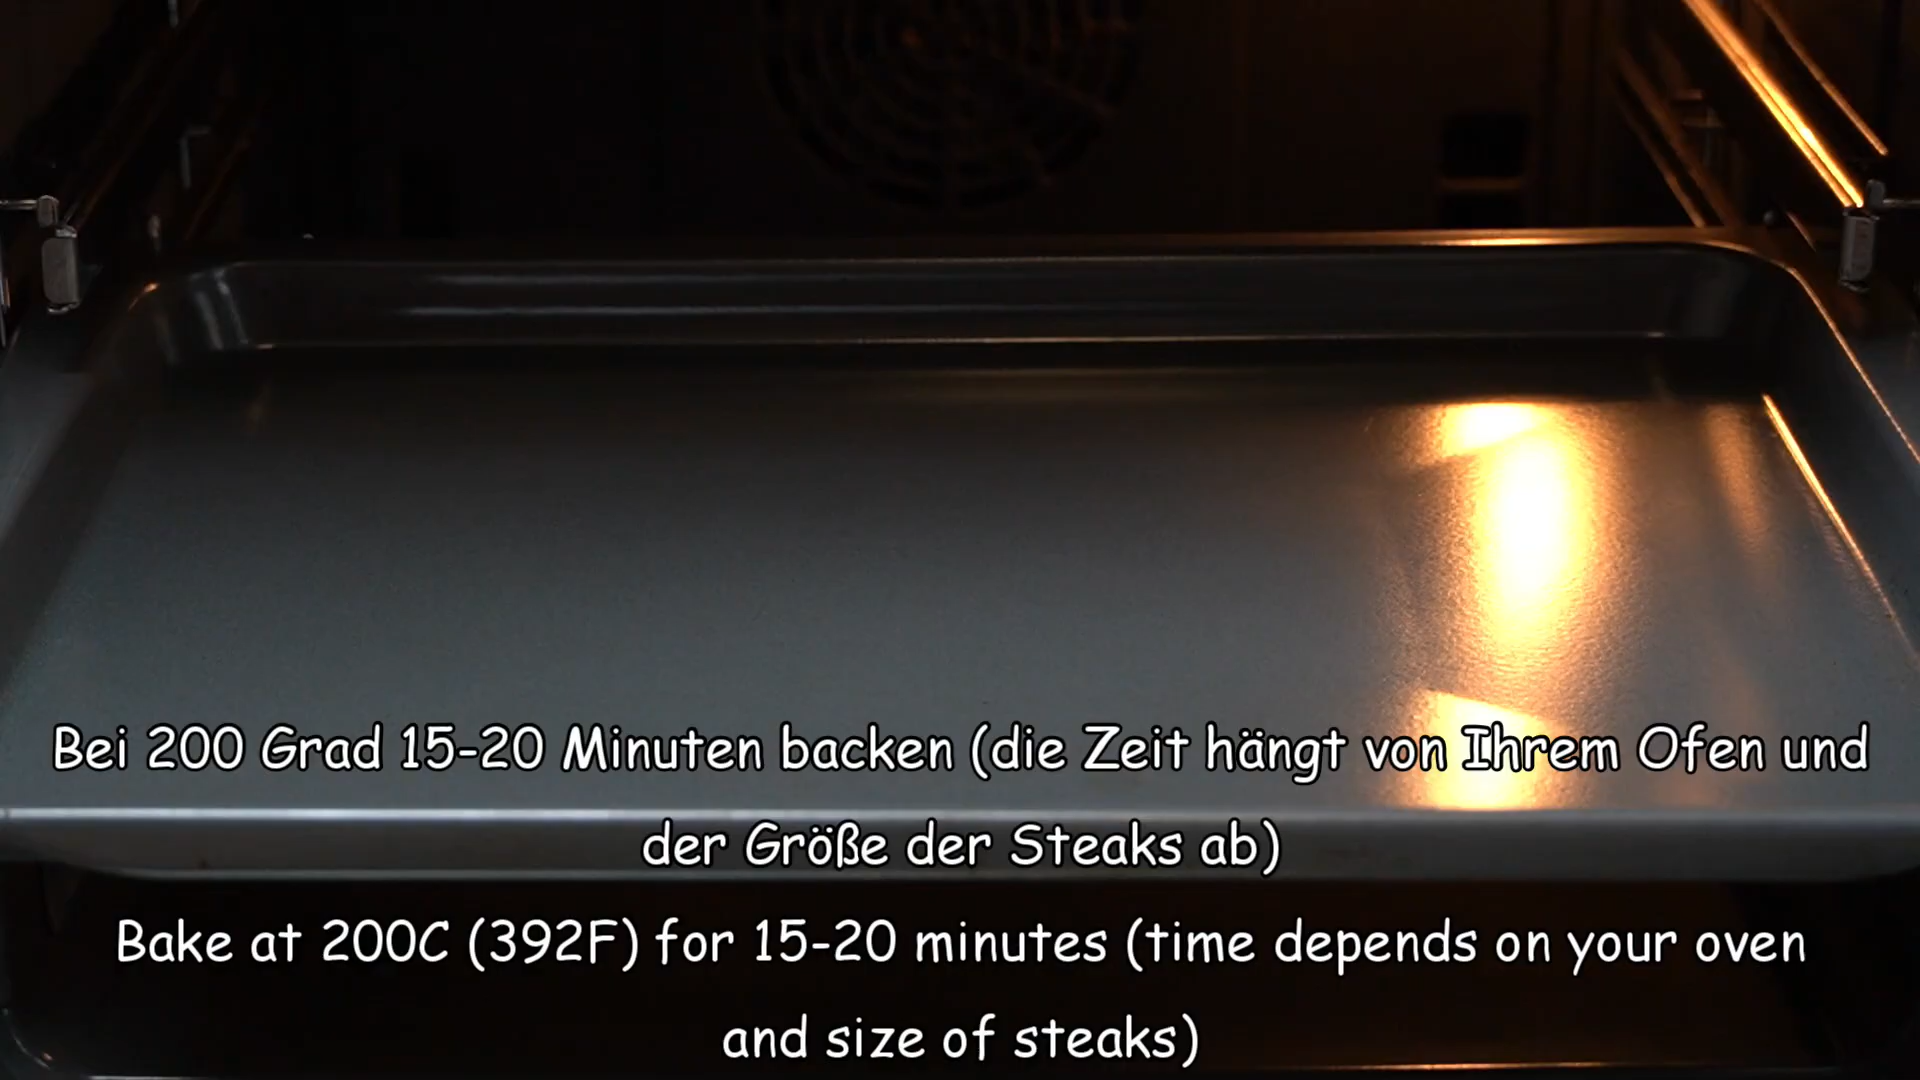 Bei 200 Grad 15-20 Minuten backen (die Zeit hängt von Ihrem Ofen und
der Größe der Steaks ab)
Bake at 200C (392F) for 15-20 minutes (time depends on your oven
and size of steaks)